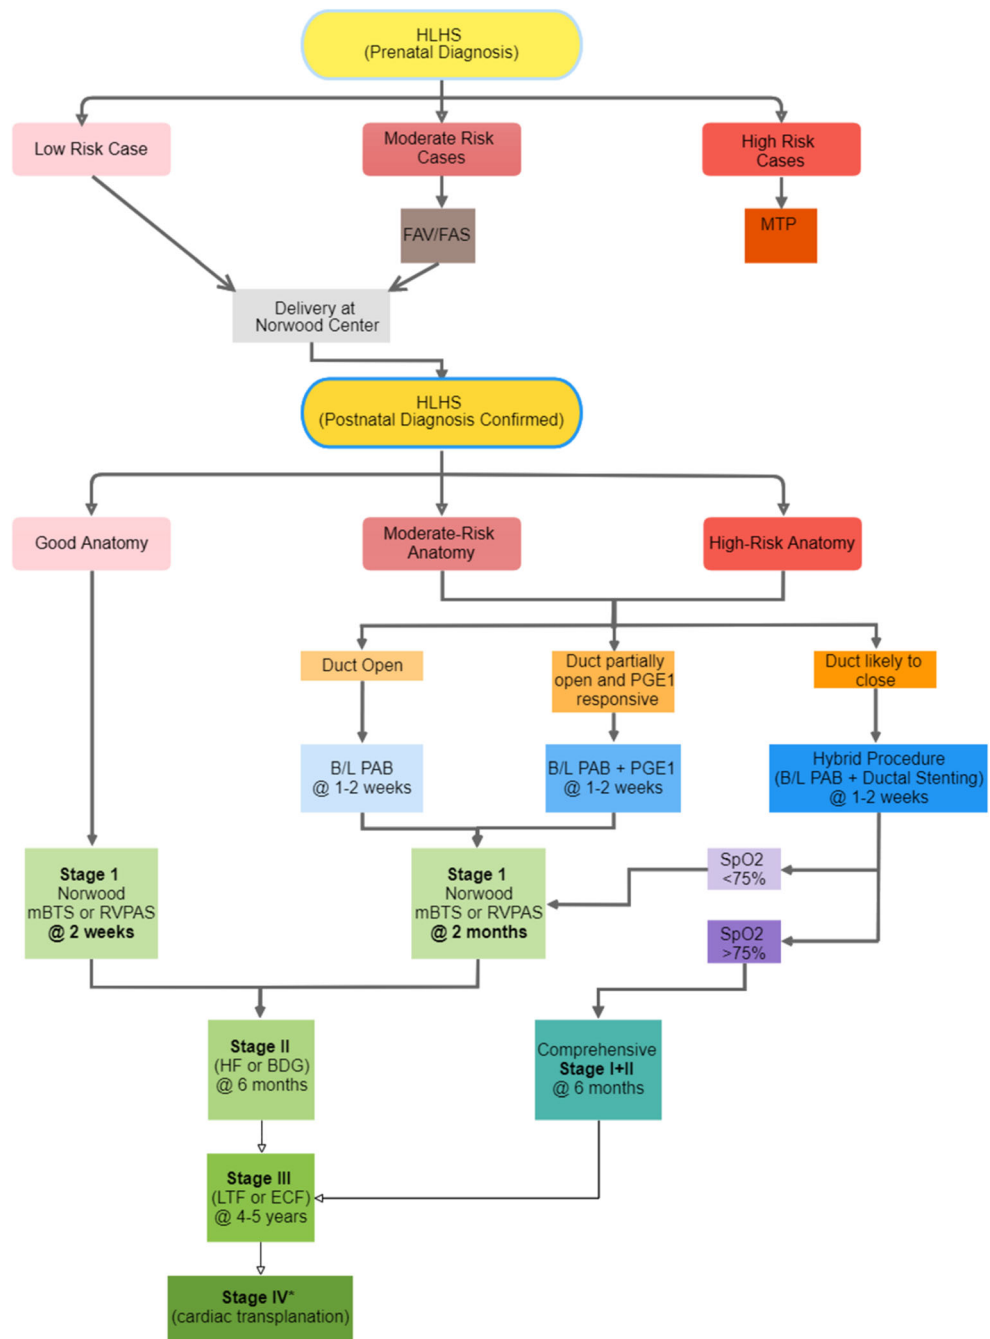 HLHS
(Prenatal Diagnosis)
Low Risk Case
Moderate Risk
Cases
High Risk
Cases
FAV/FAS
MTP
Delivery at
Norwood Center
HLHS
(Postnatal Diagnosis Confirmed)
Good Anatomy
Moderate-Risk
Anatomy
High-Risk Anatomy
Duct Open
Duct partially
open and PGE1
responsive
Duct likely to
close
B/L PAB
@ 1-2 weeks
B/L PAB + PGE1
@ 1-2 weeks
Hybrid Procedure
(B/L PAB + Ductal Stenting)
@ 1-2 weeks
Stage 1
Norwood
mBTS or RVPAS
@ 2 weeks
Stage 1
Norwood
mBTS or RVPAS
@ 2 months
SpO2
<75%
SpO2
>75%
Stage II
(HF or BDG)
@ 6 months
Comprehensive
Stage I+II
@ 6 months
Stage III
(LTF or ECF)
@ 4-5 years
Stage IV*
(cardiac transplanation)